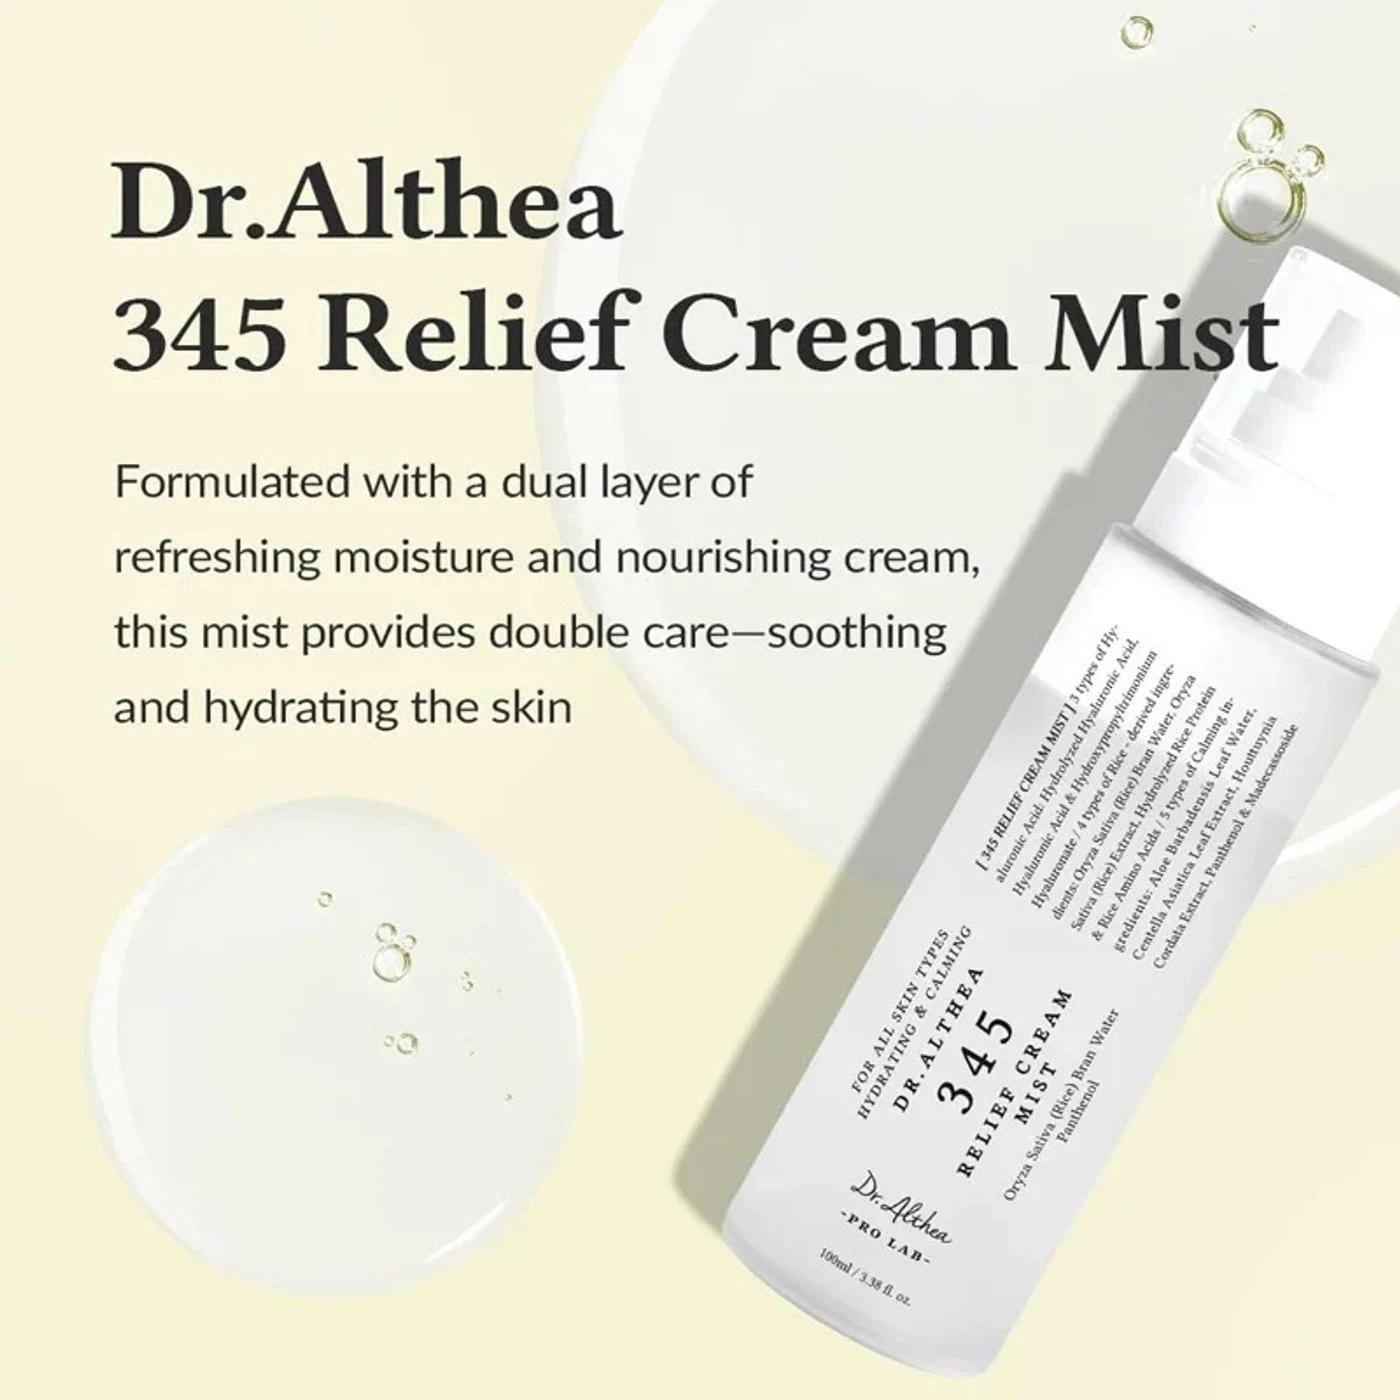 Dr.Althea
345 Relief Cream Mist
Formulated with a dual layer of
refreshing moisture and nourishing cream,
this mist provides double care—soothing
and hydrating the skin
[ 345 RELIEF CREAM MIST ] 3 types of Hy-
aluronic Acid: Hydrolyzed Hyaluronic Acid,
Hyaluronic Acid & Hydroxypropyltrimonium
Hyaluronate / 4 types of Rice - derived ingre-
dients: Oryza Sativa (Rice) Bran Water, Oryza
Sativa (Rice) Extract, Hydrolyzed Rice Protein
& Rice Amino Acids / 5 types of Calming in-
gredients: Aloe Barbadensis Leaf Water,
Centella Asiatica Leaf Extract, Houttuynia
Cordata Extract, Panthenol & Madecassoside
FOR ALL SKIN TYPES
HYDRATING & CALMING
DR.ALTHEA
345
RELIEF CREAM
MIST
Oryza Sativa (Rice) Bran Water
Panthenol
Dr.Althea
-PRO LAB-
100ml / 3.38 fl. oz.